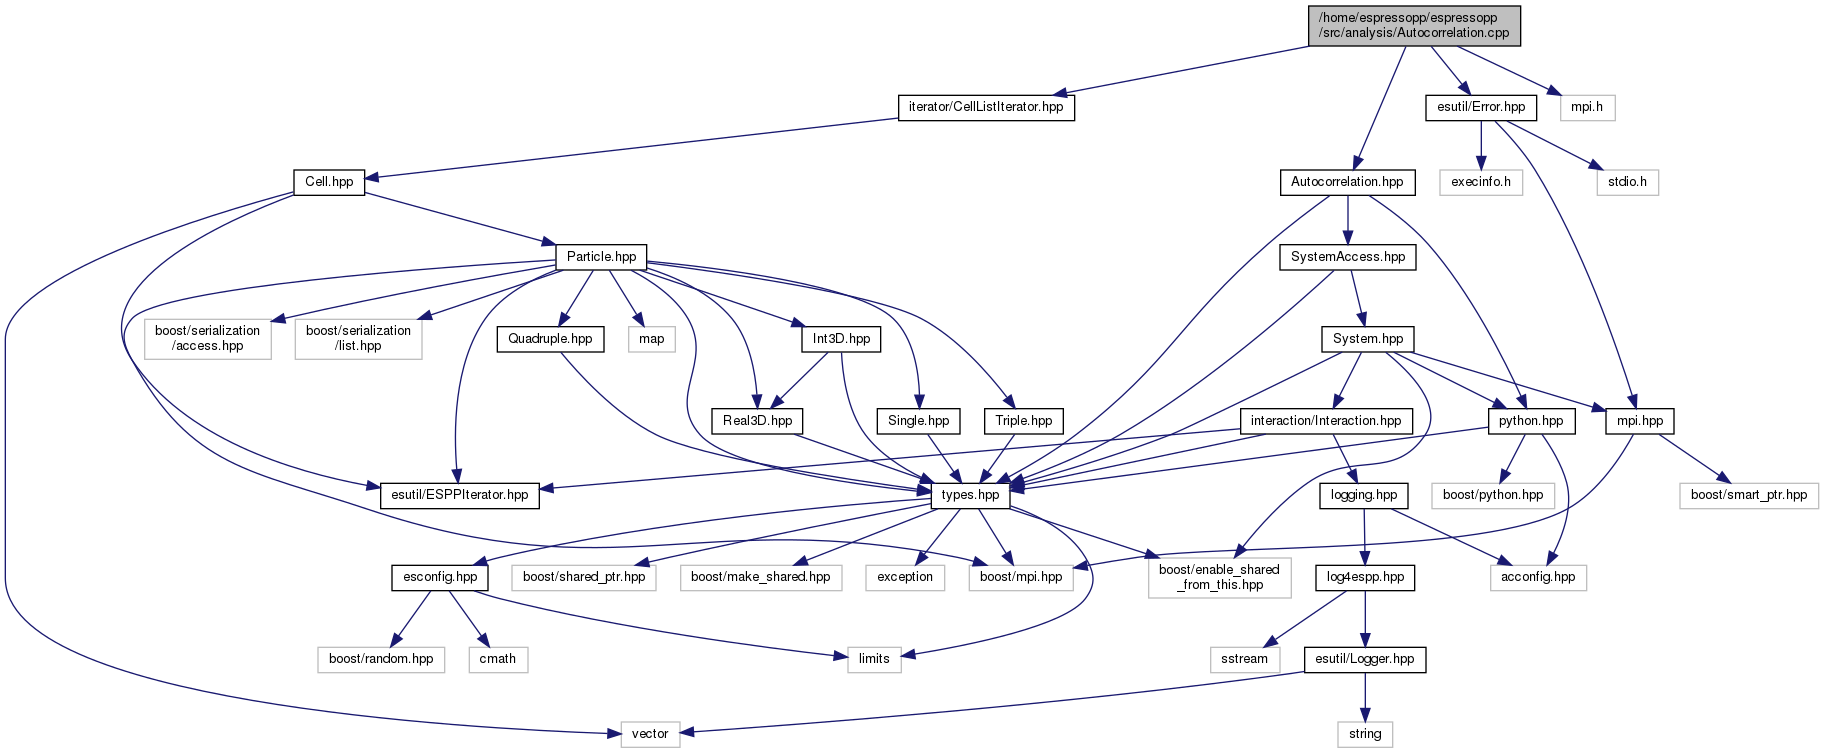 /home/espressopp/espressopp
/src/analysis/Autocorrelation.cpp
iterator/CellListIterator.hpp
esutil/Error.hpp
mpi.h
Cell.hpp
Autocorrelation.hpp
execinfo.h
stdio.h
Particle.hpp
SystemAccess.hpp
boost/serialization
/access.hpp
boost/serialization
/list.hpp
Quadruple.hpp
map
Int3D.hpp
System.hpp
Real3D.hpp
Single.hpp
Triple.hpp
interaction/Interaction.hpp
python.hpp
mpi.hpp
esutil/ESPPIterator.hpp
types.hpp
logging.hpp
boost/python.hpp
boost/smart_ptr.hpp
esconfig.hpp
boost/shared_ptr.hpp
boost/make_shared.hpp
exception
boost/mpi.hpp
boost/enable_shared
_from_this.hpp
log4espp.hpp
acconfig.hpp
boost/random.hpp
cmath
limits
sstream
esutil/Logger.hpp
vector
string